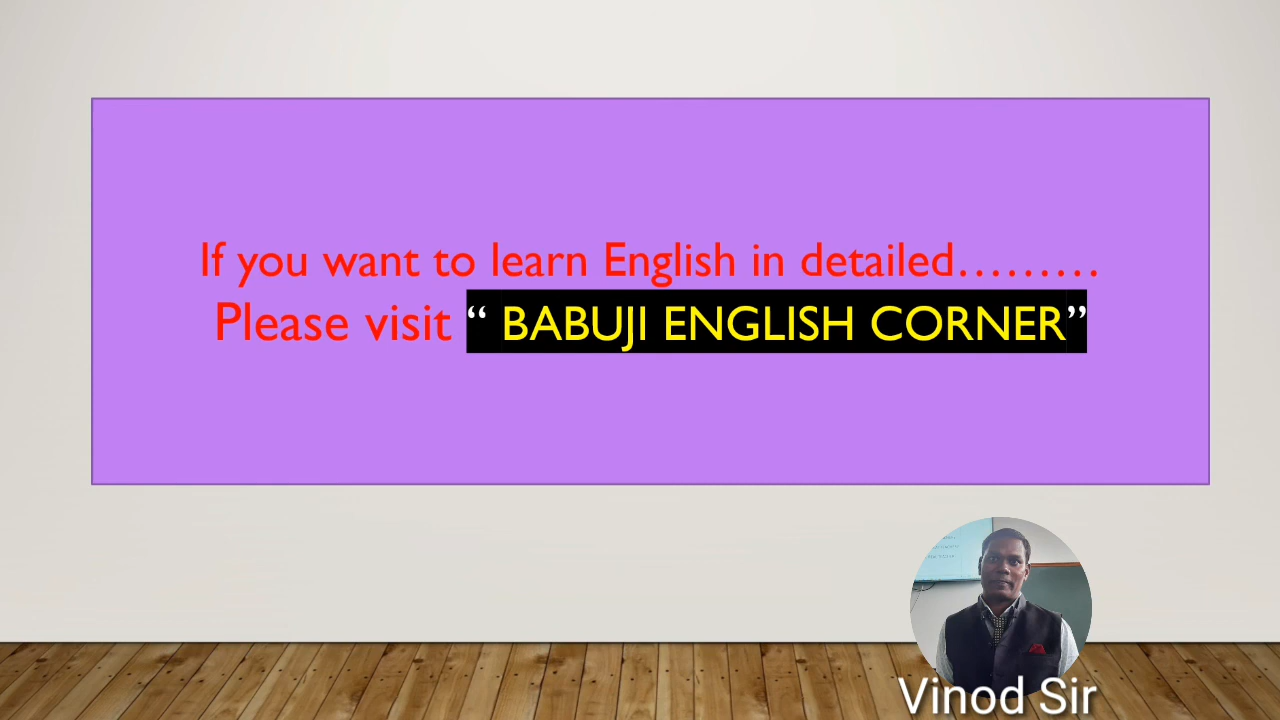 If you want to learn English in detailed.........
Please visit “ BABUJI ENGLISH CORNER”
Vinod Sir